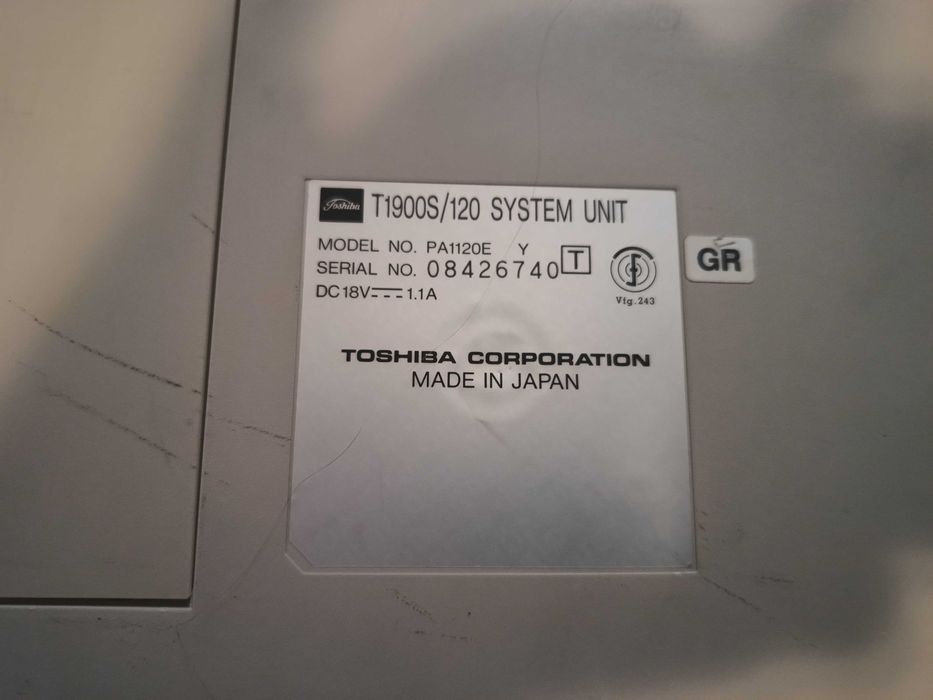 Toshiba T1900S/120 SYSTEM UNIT
MODEL NO. PA1120E Y T
SERIAL NO. 08426740
DC18V⎓1.1A
Vfg.243
GR
TOSHIBA CORPORATION
MADE IN JAPAN